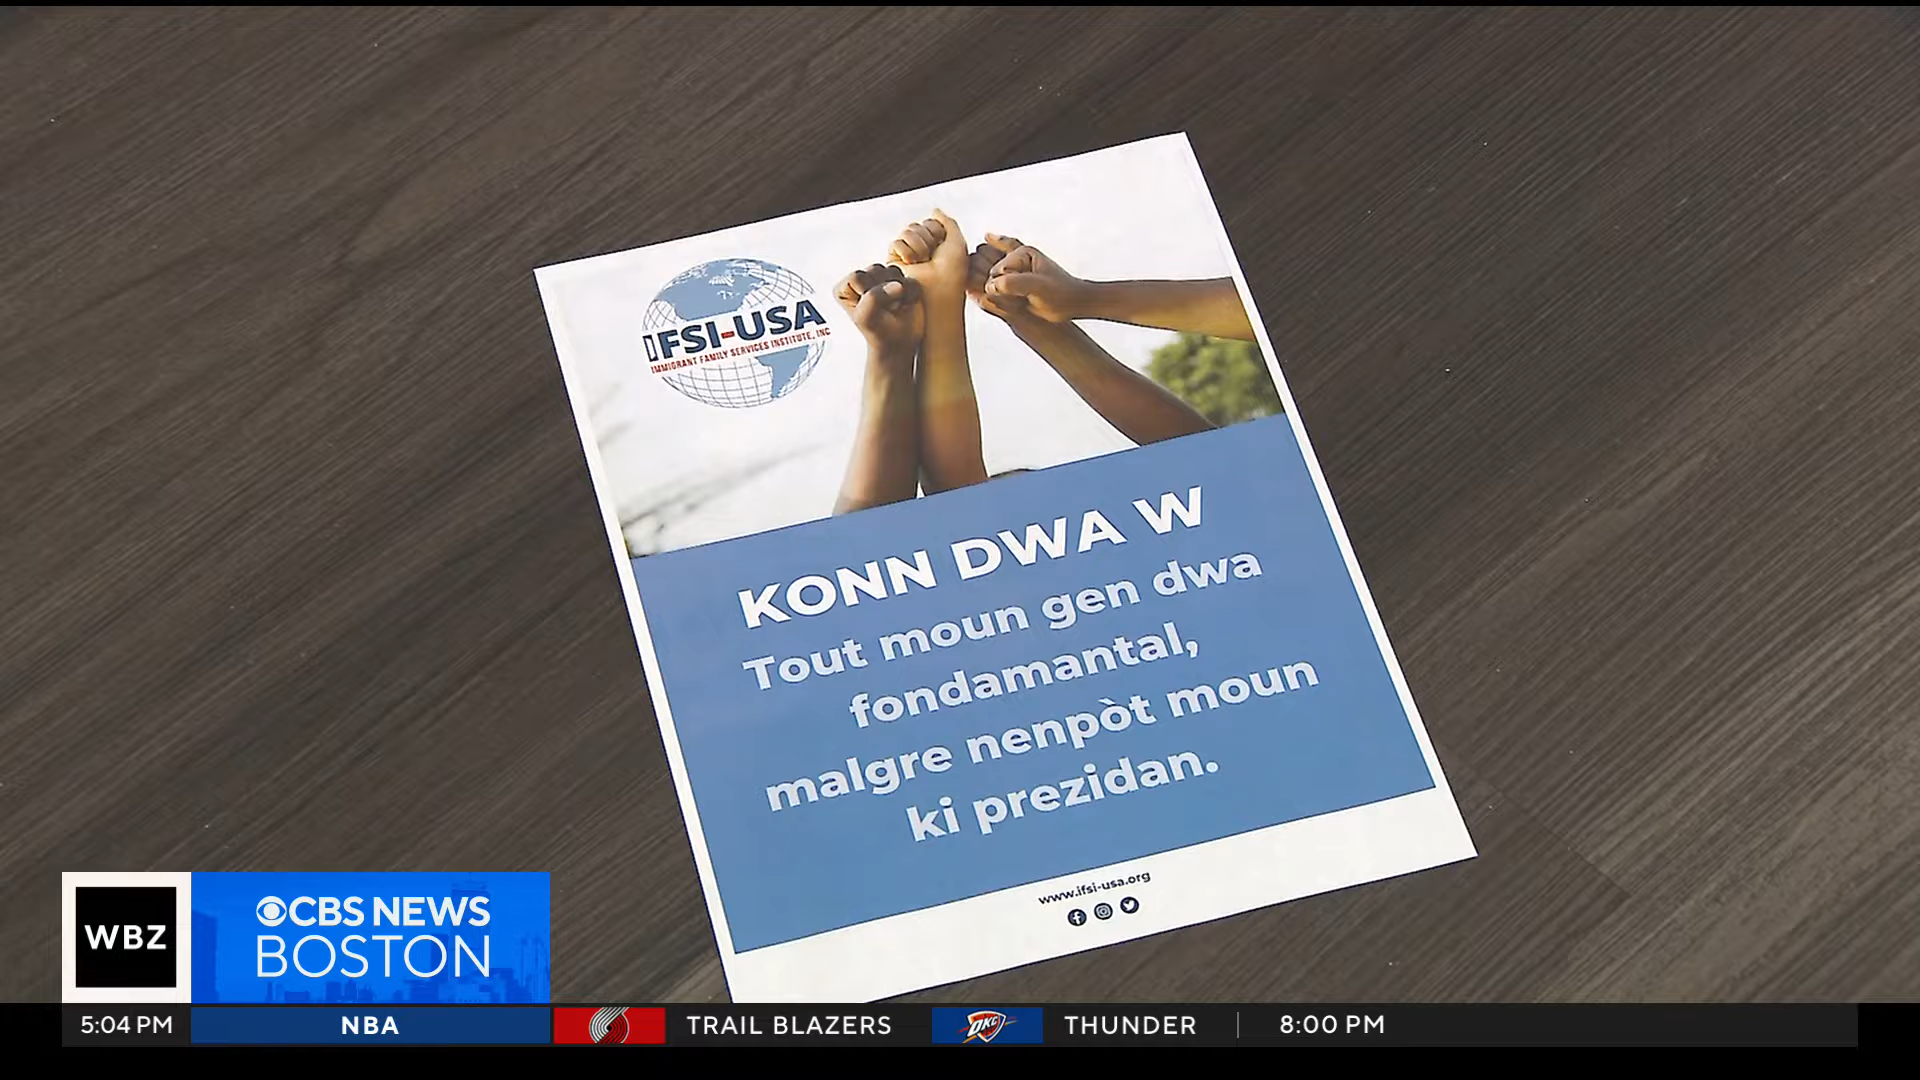 IFSI-USA
IMMIGRANT FAMILY SERVICES INSTITUTE, INC
KONN DWA W
Tout moun gen dwa
fondamantal,
malgre nenpòt moun
ki prezidan.
www.ifsi-usa.org
WBZ
CBS NEWS
BOSTON
5:04 PM
NBA
TRAIL BLAZERS
OKC
THUNDER
8:00 PM